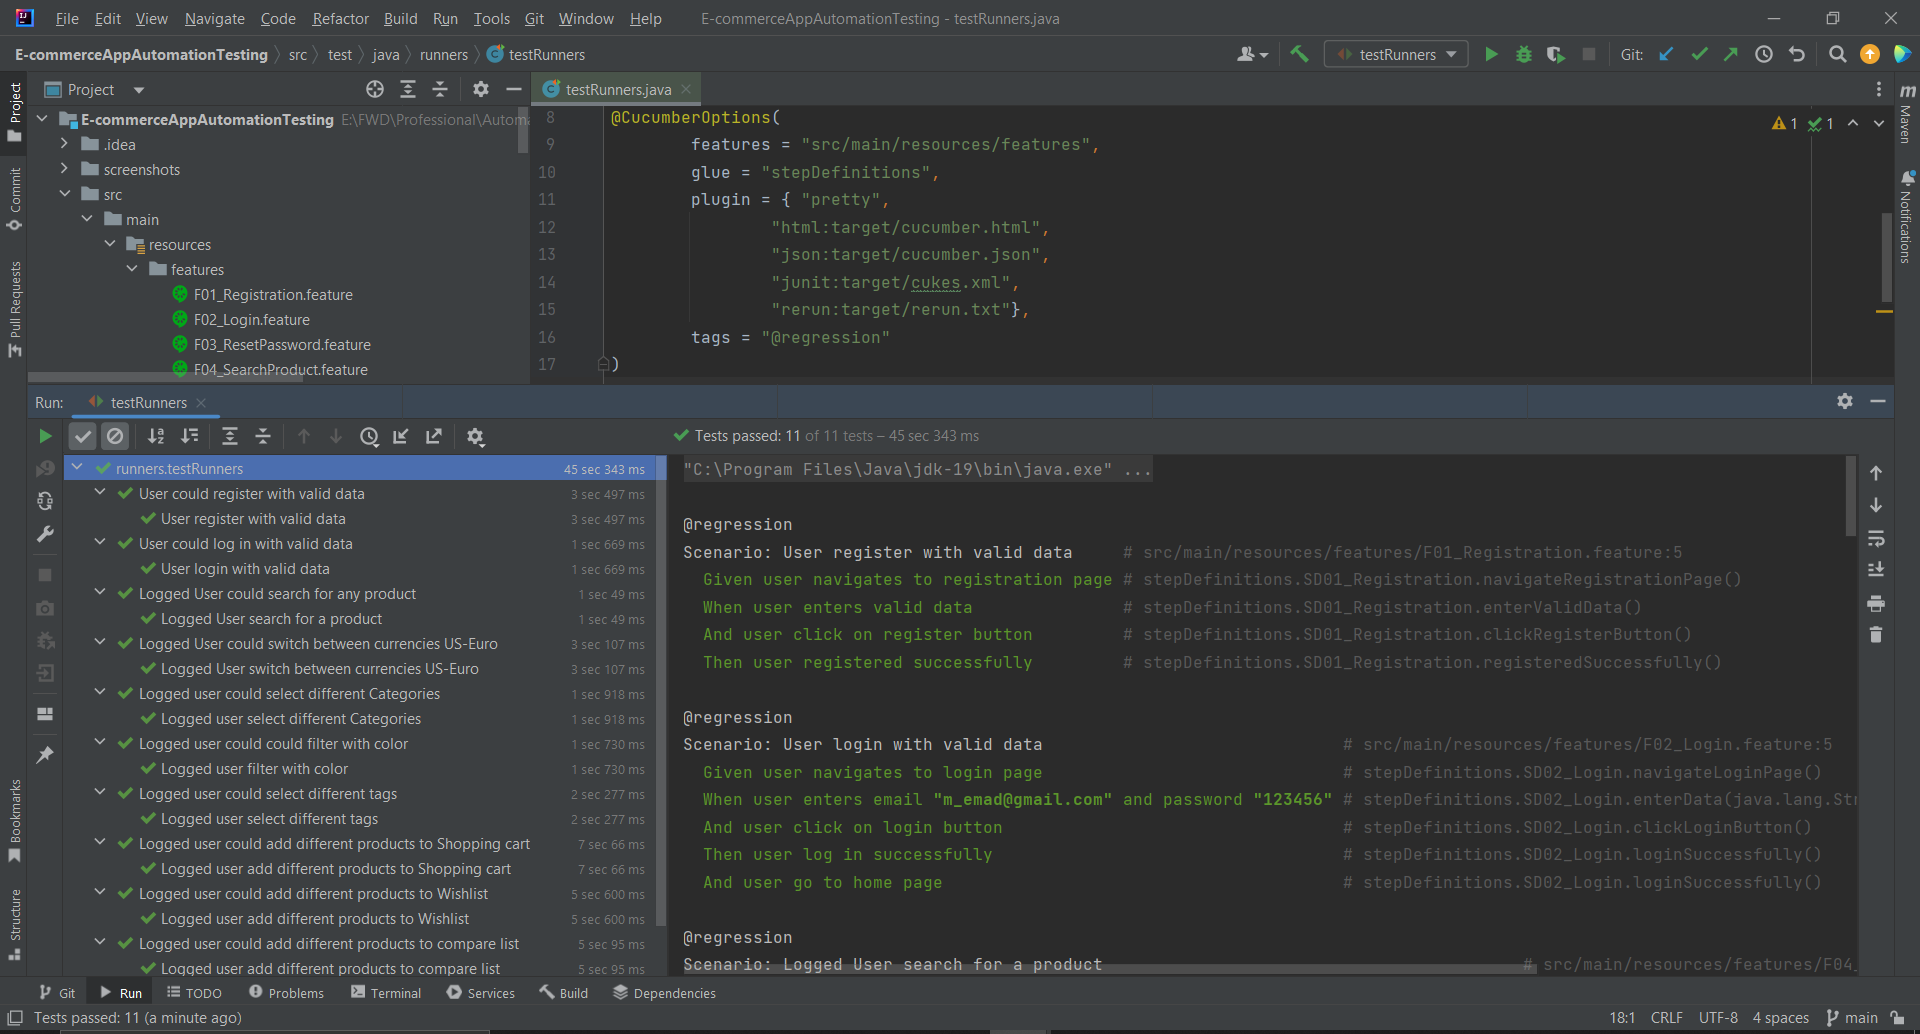 File Edit View Navigate Code Refactor Build Run Tools Git Window Help E-commerceAppAutomationTesting - testRunners.java
E-commerceAppAutomationTesting src test java runners testRunners
testRunners Git:
Project
Commit
Pull Requests
Bookmarks
Structure
Project
E-commerceAppAutomationTesting E:\FWD\Professional\Automa
.idea
screenshots
src
main
resources
features
F01_Registration.feature
F02_Login.feature
F03_ResetPassword.feature
F04_SearchProduct.feature
testRunners.java
8 @CucumberOptions(
9 features = "src/main/resources/features",
10 glue = "stepDefinitions",
11 plugin = { "pretty",
12 "html:target/cucumber.html",
13 "json:target/cucumber.json",
14 "junit:target/cukes.xml",
15 "rerun:target/rerun.txt"},
16 tags = "@regression"
17 )
1 1
Maven
Notifications
Run: testRunners
Tests passed: 11 of 11 tests – 45 sec 343 ms
runners.testRunners 45 sec 343 ms
User could register with valid data 3 sec 497 ms
User register with valid data 3 sec 497 ms
User could log in with valid data 1 sec 669 ms
User login with valid data 1 sec 669 ms
Logged User could search for any product 1 sec 49 ms
Logged User search for a product 1 sec 49 ms
Logged User could switch between currencies US-Euro 3 sec 107 ms
Logged User switch between currencies US-Euro 3 sec 107 ms
Logged user could select different Categories 1 sec 918 ms
Logged user select different Categories 1 sec 918 ms
Logged user could could filter with color 1 sec 730 ms
Logged user filter with color 1 sec 730 ms
Logged user could select different tags 2 sec 277 ms
Logged user select different tags 2 sec 277 ms
Logged user could add different products to Shopping cart 7 sec 66 ms
Logged user add different products to Shopping cart 7 sec 66 ms
Logged user could add different products to Wishlist 5 sec 600 ms
Logged user add different products to Wishlist 5 sec 600 ms
Logged user could add different products to compare list 5 sec 95 ms
Logged user add different products to compare list 5 sec 95 ms
"C:\Program Files\Java\jdk-19\bin\java.exe" ...
@regression
Scenario: User register with valid data # src/main/resources/features/F01_Registration.feature:5
Given user navigates to registration page # stepDefinitions.SD01_Registration.navigateRegistrationPage()
When user enters valid data # stepDefinitions.SD01_Registration.enterValidData()
And user click on register button # stepDefinitions.SD01_Registration.clickRegisterButton()
Then user registered successfully # stepDefinitions.SD01_Registration.registeredSuccessfully()
@regression
Scenario: User login with valid data # src/main/resources/features/F02_Login.feature:5
Given user navigates to login page # stepDefinitions.SD02_Login.navigateLoginPage()
When user enters email "m_emad@gmail.com" and password "123456" # stepDefinitions.SD02_Login.enterData(java.lang.Str
And user click on login button # stepDefinitions.SD02_Login.clickLoginButton()
Then user log in successfully # stepDefinitions.SD02_Login.loginSuccessfully()
And user go to home page # stepDefinitions.SD02_Login.loginSuccessfully()
@regression
Scenario: Logged User search for a product # src/main/resources/features/F04_
Git Run TODO Problems Terminal Services Build Dependencies
Tests passed: 11 (a minute ago) 18:1 CRLF UTF-8 4 spaces main